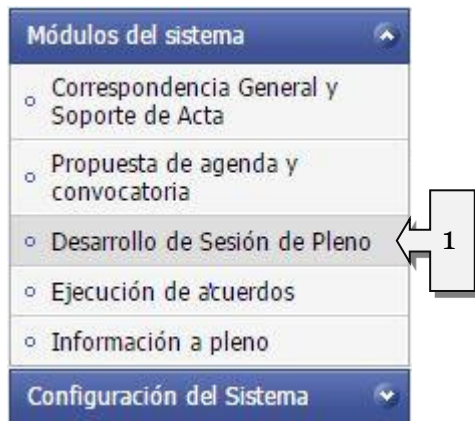 Módulos del sistema
Correspondencia General y
Soporte de Acta
Propuesta de agenda y
convocatoria
Desarrollo de Sesión de Pleno
1
Ejecución de acuerdos
Información a pleno
Configuración del Sistema